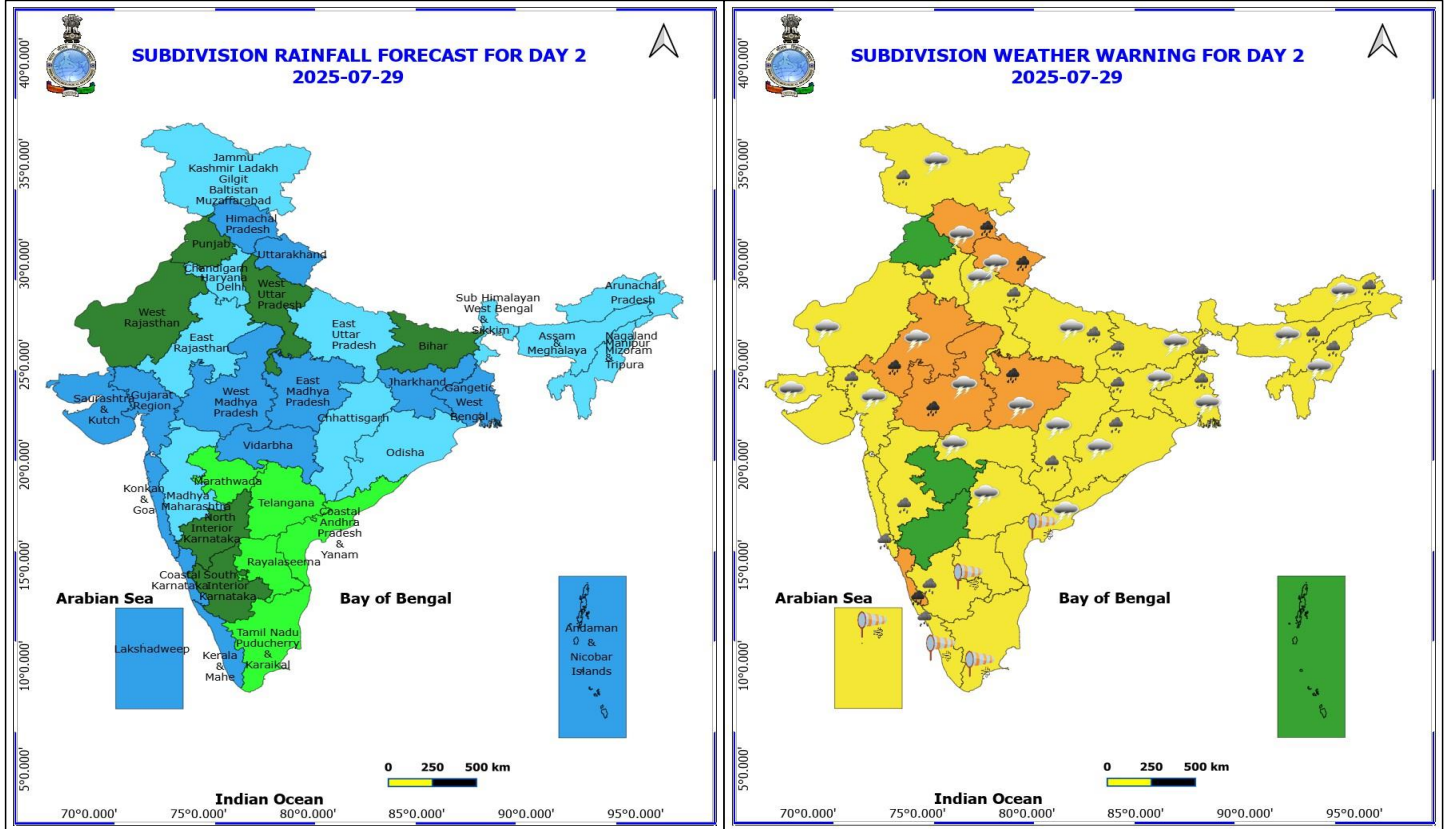 SUBDIVISION RAINFALL FORECAST FOR DAY 2
2025-07-29
40°0.000'
35°0.000'
30°0.000'
25°0.000'
20°0.000'
15°0.000'
10°0.000'
5°0.000'
Jammu
Kashmir Ladakh
Gilgit
Baltistan
Muzaffarabad
Himachal
Pradesh
Punjab
Uttarakhand
Chandigarh
Haryana
Delhi
West
Uttar
Pradesh
West
Rajasthan
East
Rajasthan
East
Uttar
Pradesh
Bihar
Sub Himalayan
West Bengal
&
Sikkim
Arunachal
Pradesh
Assam
&
Meghalaya
Nagaland
Manipur
Mizoram
&
Tripura
Saurashtra
&
Kutch
Gujarat
Region
West
Madhya
Pradesh
East
Madhya
Pradesh
Jharkhand
Gangetic
West
Bengal
Chhattisgarh
Odisha
Vidarbha
Konkan
&
Goa
Madhya
Maharashtra
Marathwada
Telangana
North
Interior
Karnataka
Coastal
Andhra
Pradesh
&
Yanam
Rayalaseema
Coastal
Karnataka
South
Interior
Karnataka
Arabian Sea
Bay of Bengal
Lakshadweep
Kerala
&
Mahe
Tamil Nadu
Puducherry
&
Karaikal
Andaman
&
Nicobar
Islands
0 250 500 km
Indian Ocean
70°0.000' 75°0.000' 80°0.000' 85°0.000' 90°0.000' 95°0.000'
SUBDIVISION WEATHER WARNING FOR DAY 2
2025-07-29
40°0.000'
35°0.000'
30°0.000'
25°0.000'
20°0.000'
15°0.000'
10°0.000'
5°0.000'
Arabian Sea
Bay of Bengal
0 250 500 km
Indian Ocean
70°0.000' 75°0.000' 80°0.000' 85°0.000' 90°0.000' 95°0.000'